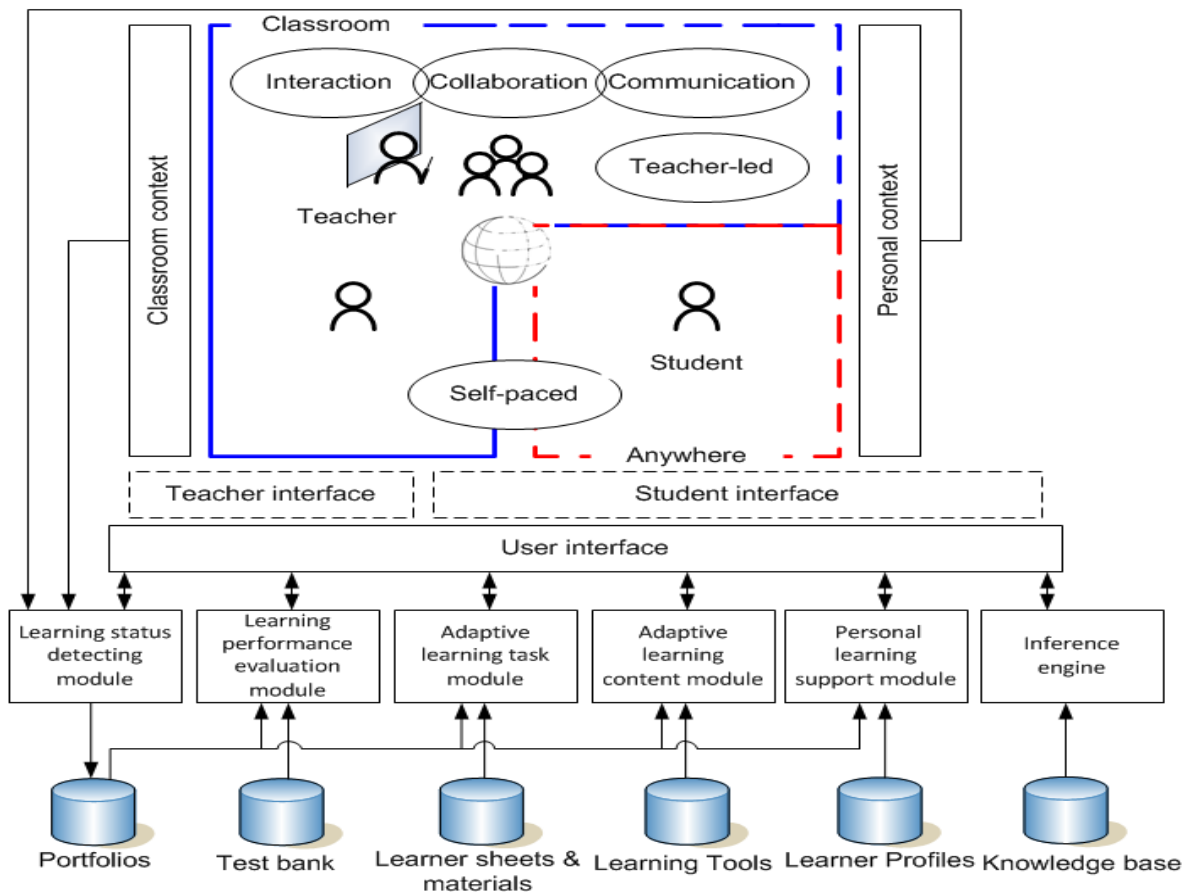 Classroom
Interaction
Collaboration
Communication
Teacher-led
Teacher
Classroom context
Personal context
Student
Self-paced
Anywhere
Teacher interface
Student interface
User interface
Learning status
detecting
module
Learning
performance
evaluation
module
Adaptive
learning task
module
Adaptive
learning
content module
Personal
learning
support module
Inference
engine
Portfolios
Test bank
Learner sheets &
materials
Learning Tools
Learner Profiles
Knowledge base